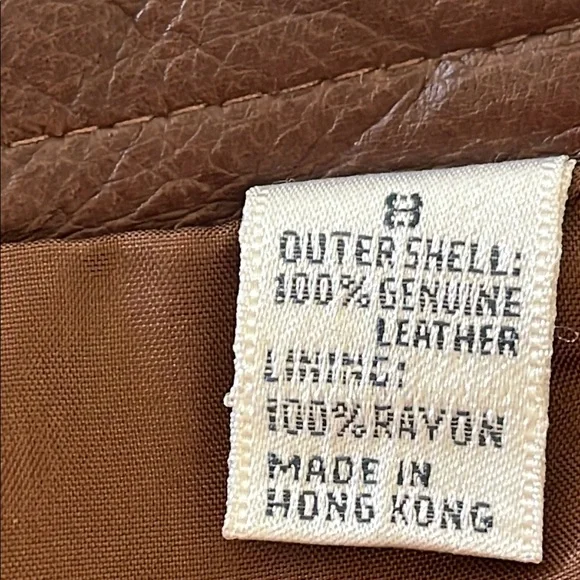 8
OUTER SHELL:
100% GENUINE
LEATHER
LINING:
100% RAYON
MADE IN
HONG KONG